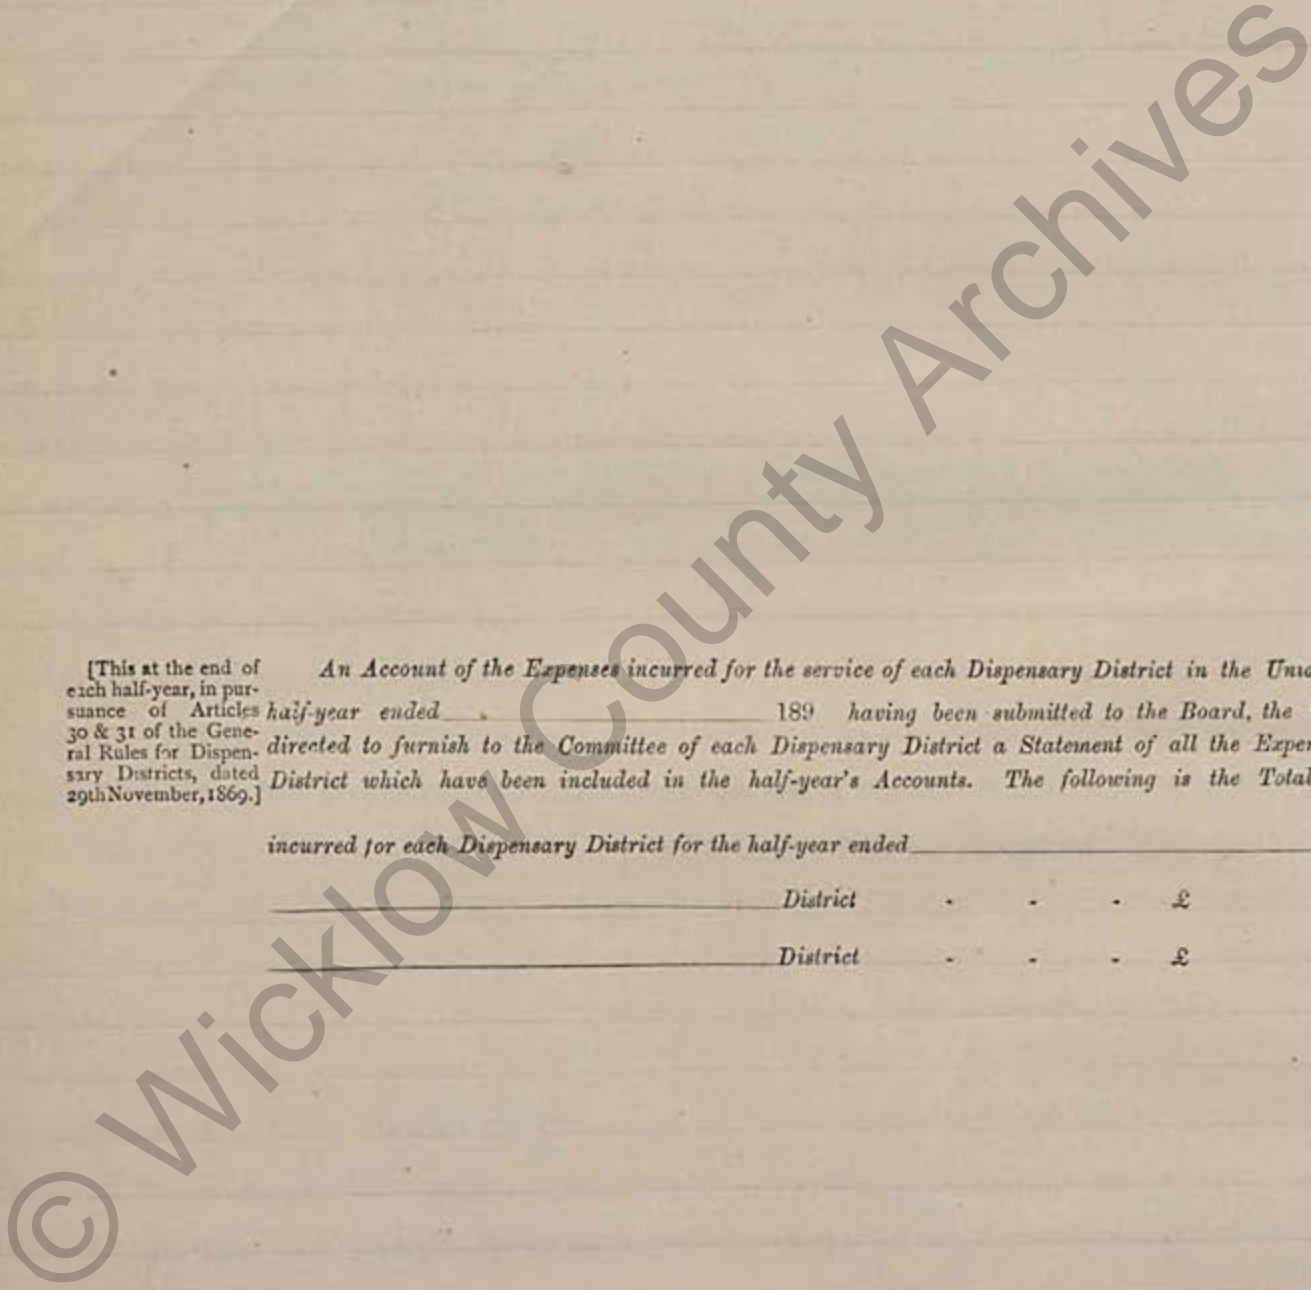 [This at the end of
each half-year, in pur-
suance of Articles
30 & 31 of the Gene-
ral Rules for Dispen-
sary Districts, dated
29th November, 1869.]
An Account of the Expenses incurred for the service of each Dispensary District in the Unio
half-year ended 189 having been submitted to the Board, the
directed to furnish to the Committee of each Dispensary District a Statement of all the Expen
District which have been included in the half-year's Accounts. The following is the Total
incurred for each Dispensary District for the half-year ended
District - - - £
District - - - £
© Wicklow County Archives